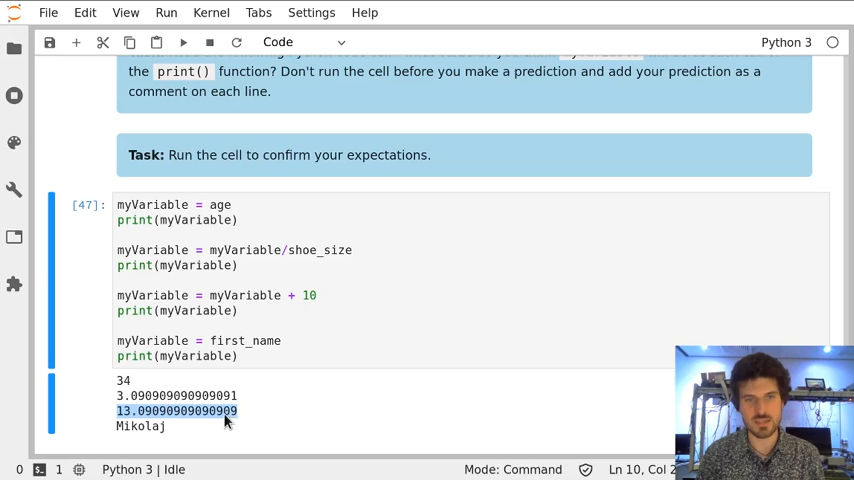 File Edit View Run Kernel Tabs Settings Help
Code Python 3
the print() function? Don't run the cell before you make a prediction and add your prediction as a
comment on each line.
Task: Run the cell to confirm your expectations.
[47]:
myVariable = age
print(myVariable)
myVariable = myVariable/shoe_size
print(myVariable)
myVariable = myVariable + 10
print(myVariable)
myVariable = first_name
print(myVariable)
34
3.090909090909091
13.09090909090909
Mikolaj
0 1 Python 3 | Idle Mode: Command Ln 10, Col 2